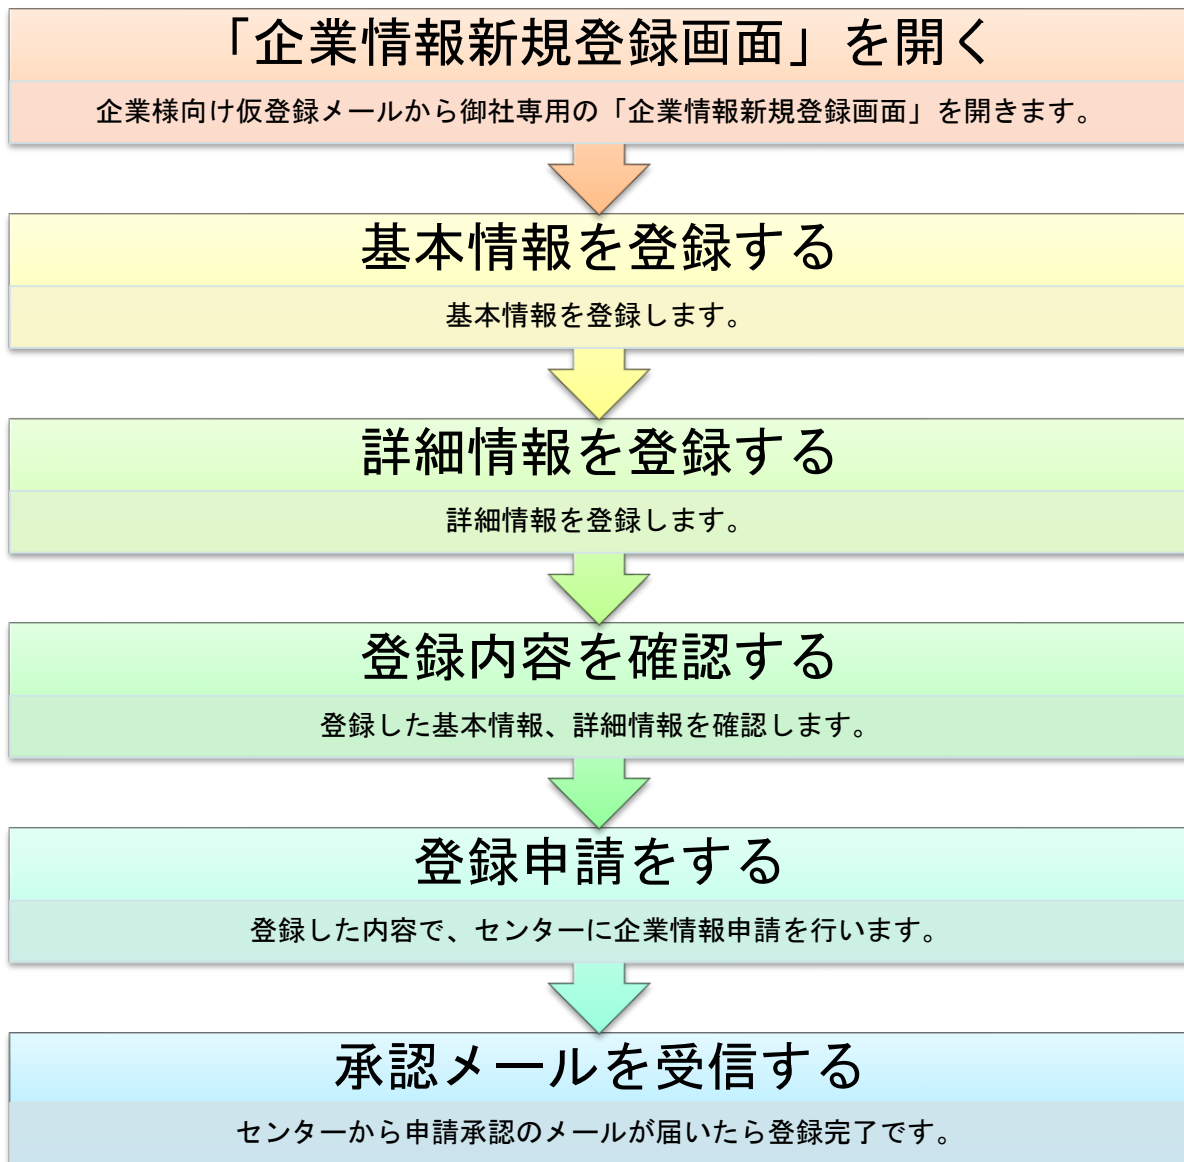 「企業情報新規登録画面」を開く
企業様向け仮登録メールから御社専用の「企業情報新規登録画面」を開きます。
基本情報を登録する
基本情報を登録します。
詳細情報を登録する
詳細情報を登録します。
登録内容を確認する
登録した基本情報、詳細情報を確認します。
登録申請をする
登録した内容で、センターに企業情報申請を行います。
承認メールを受信する
センターから申請承認のメールが届いたら登録完了です。